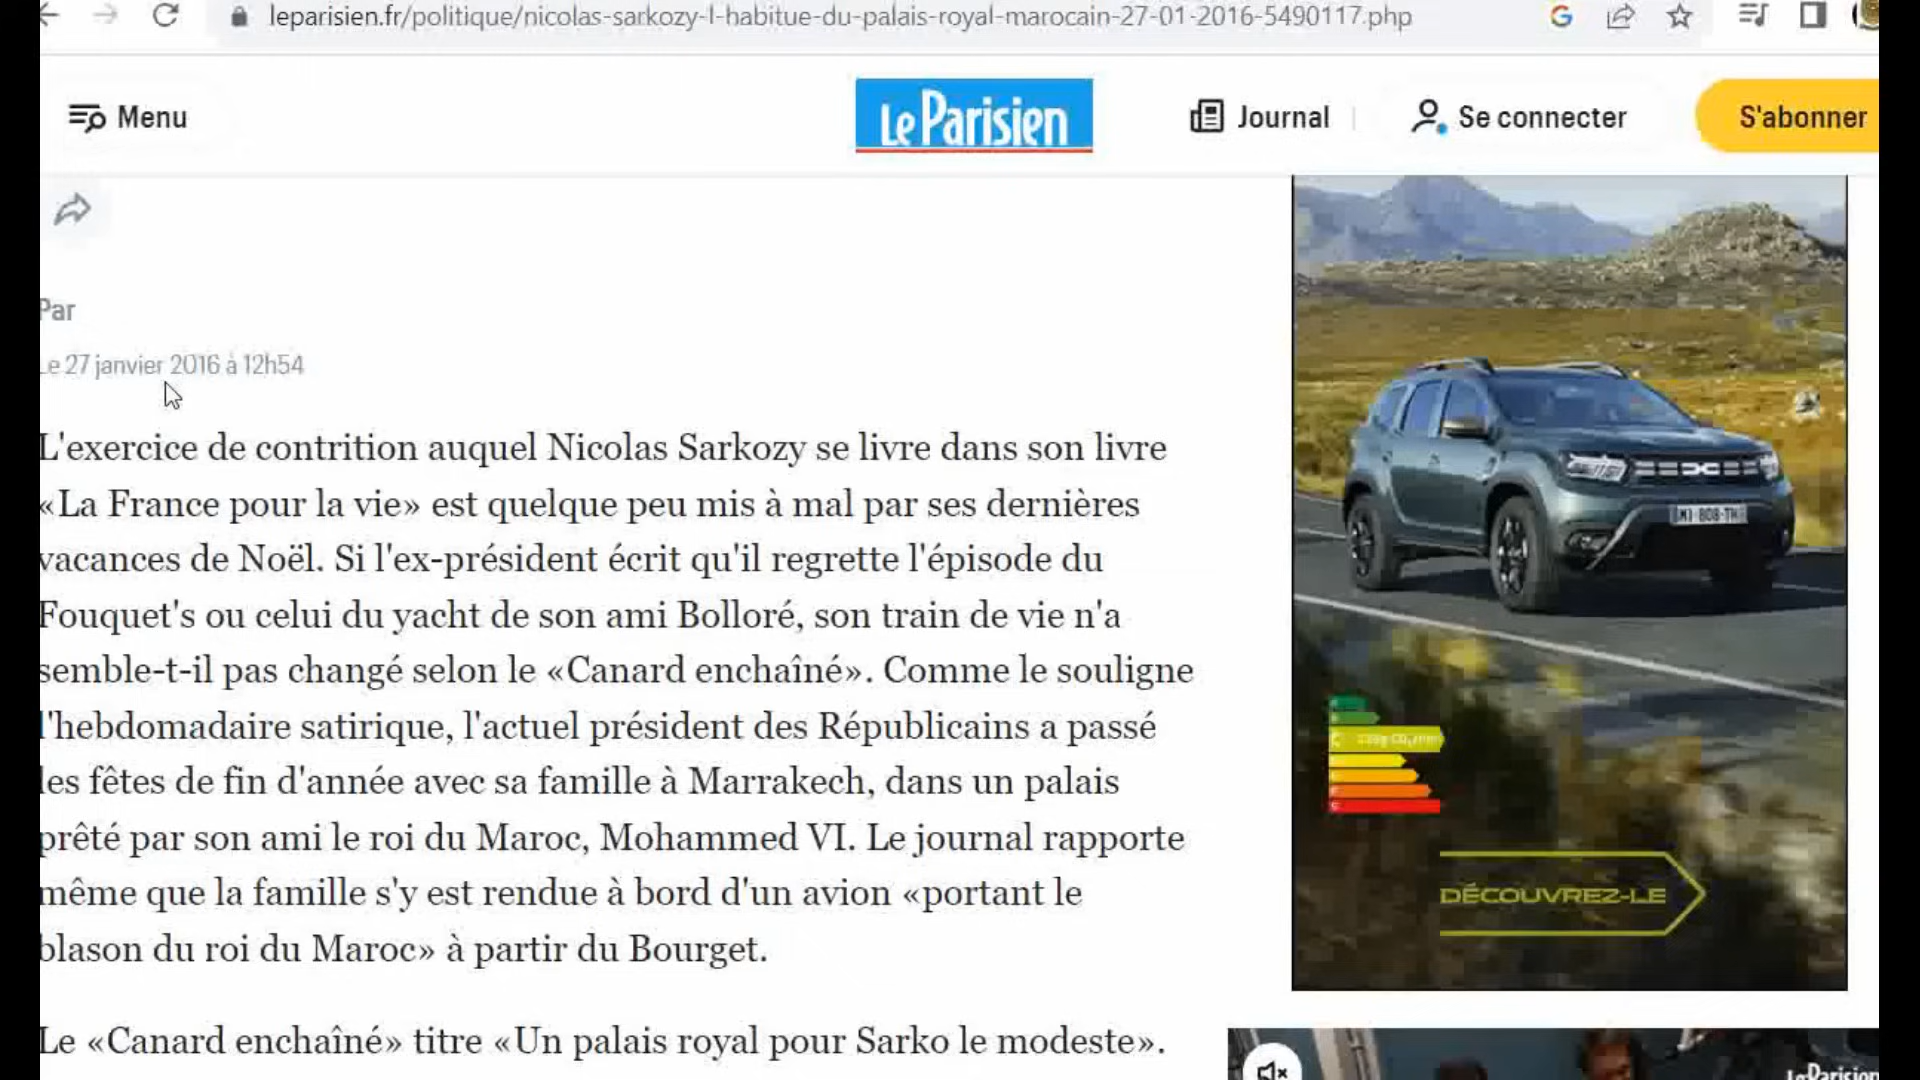 leparisien.fr/politique/nicolas-sarkozy-l-habitue-du-palais-royal-marocain-27-01-2016-5490117.php
Menu
Le Parisien
Journal
Se connecter
S'abonner
Par
Le 27 janvier 2016 à 12h54
L'exercice de contrition auquel Nicolas Sarkozy se livre dans son livre
«La France pour la vie» est quelque peu mis à mal par ses dernières
vacances de Noël. Si l'ex-président écrit qu'il regrette l'épisode du
Fouquet's ou celui du yacht de son ami Bolloré, son train de vie n'a
semble-t-il pas changé selon le «Canard enchaîné». Comme le souligne
l'hebdomadaire satirique, l'actuel président des Républicains a passé
les fêtes de fin d'année avec sa famille à Marrakech, dans un palais
prêté par son ami le roi du Maroc, Mohammed VI. Le journal rapporte
même que la famille s'y est rendue à bord d'un avion «portant le
blason du roi du Maroc» à partir du Bourget.
Le «Canard enchaîné» titre «Un palais royal pour Sarko le modeste».
DÉCOUVREZ-LE
Le Parisien